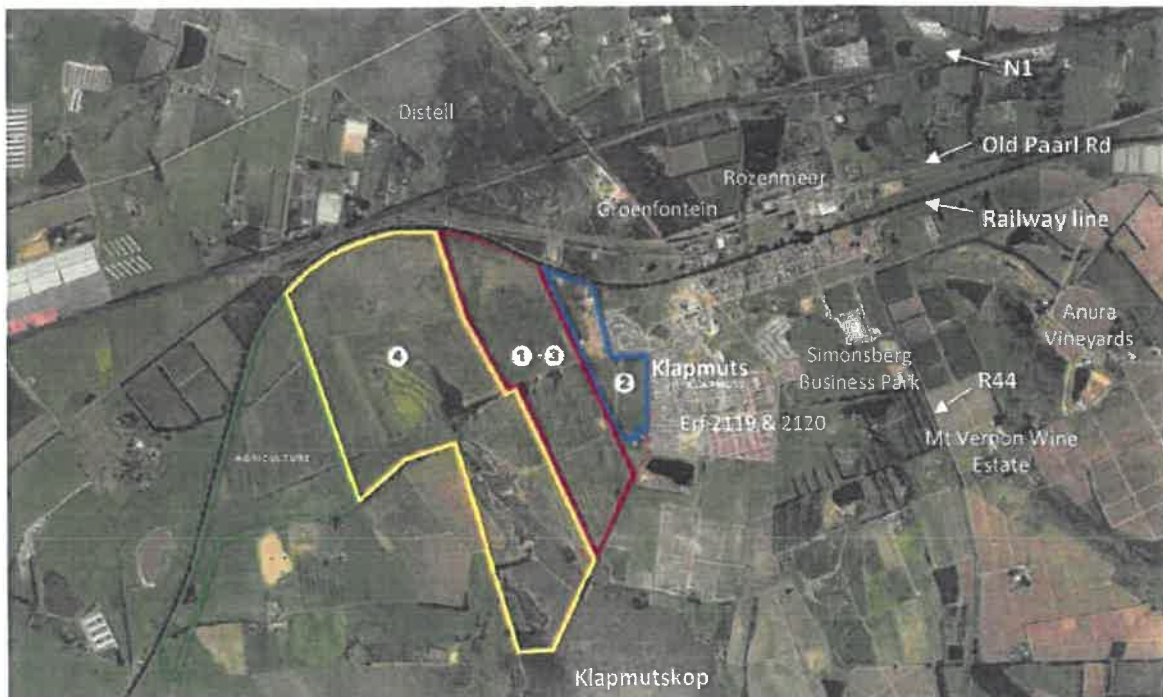 N1
Distell
Old Paarl Rd
Rozenmeer
Groenfontein
Railway line
Anura
Vineyards
4
1 - 3
Simonsberg
Business Park
Klapmuts
KLAPMUTS
2
R44
Erf 2119 & 2120
Mt Vernon Wine
Estate
AGRICULTURE
Klapmutskop